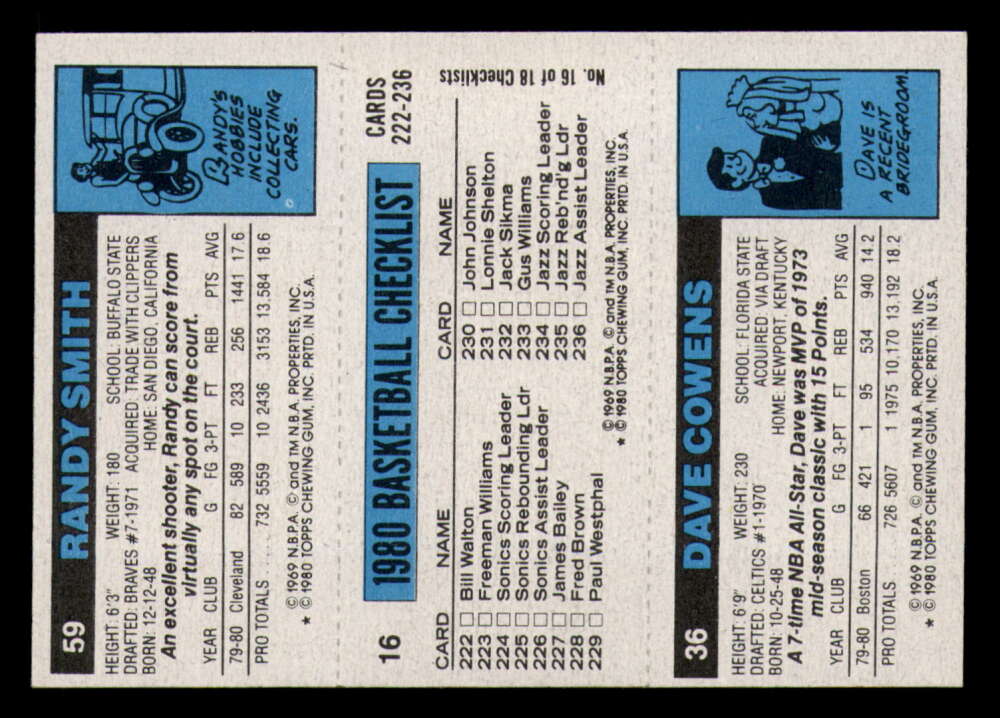 59 RANDY SMITH
HEIGHT: 6'3" WEIGHT: 180 SCHOOL: BUFFALO STATE
DRAFTED: BRAVES #7-1971 ACQUIRED: TRADE WITH CLIPPERS
BORN: 12-12-48 HOME: SAN DIEGO, CALIFORNIA
An excellent shooter, Randy can score from
virtually any spot on the court.
YEAR CLUB G FG 3-PT FT REB PTS AVG
79-80 Cleveland 82 589 10 233 256 1441 17.6
PRO TOTALS 732 5559 10 2436 3153 13,584 18.6
© 1969 N.B.P.A. © and TM N.B.A. PROPERTIES, INC.
* © 1980 TOPPS CHEWING GUM, INC. PRTD. IN U.S.A.
RANDY'S
HOBBIES
INCLUDE
COLLECTING
CARS.
16 1980 BASKETBALL CHECKLIST CARDS
222-236
CARD NAME CARD NAME
222 □ Bill Walton 230 □ John Johnson
223 □ Freeman Williams 231 □ Lonnie Shelton
224 □ Sonics Scoring Leader 232 □ Jack Sikma
225 □ Sonics Rebounding Ldr 233 □ Gus Williams
226 □ Sonics Assist Leader 234 □ Jazz Scoring Leader
227 □ James Bailey 235 □ Jazz Reb'nd'g Ldr
228 □ Fred Brown 236 □ Jazz Assist Leader
229 □ Paul Westphal
© 1969 N.B.P.A. © and TM N.B.A. PROPERTIES, INC.
* © 1980 TOPPS CHEWING GUM, INC. PRTD. IN U.S.A.
No. 16 of 18 Checklists
36 DAVE COWENS
HEIGHT: 6'9" WEIGHT: 230 SCHOOL: FLORIDA STATE
DRAFTED: CELTICS #1-1970 ACQUIRED VIA DRAFT
BORN: 10-25-48 HOME: NEWPORT, KENTUCKY
A 7-time NBA All-Star, Dave was MVP of 1973
mid-season classic with 15 Points.
YEAR CLUB G FG 3-PT FT REB PTS AVG
79-80 Boston 66 421 1 95 534 940 14.2
PRO TOTALS 726 5607 1 1975 10,170 13,192 18.2
© 1969 N.B.P.A. © and TM N.B.A. PROPERTIES, INC.
* © 1980 TOPPS CHEWING GUM, INC. PRTD. IN U.S.A.
DAVE IS
A RECENT
BRIDEGROOM.